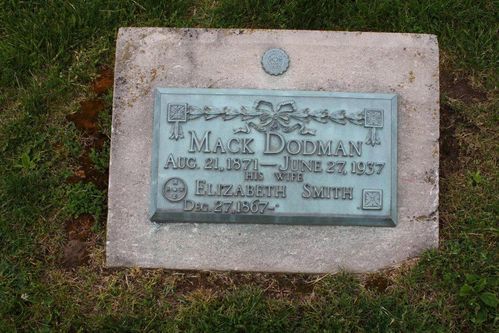 MACK DODMAN
AUG. 21, 1871 — JUNE 27, 1937
HIS WIFE
ELIZABETH SMITH
DEC. 27, 1867 –